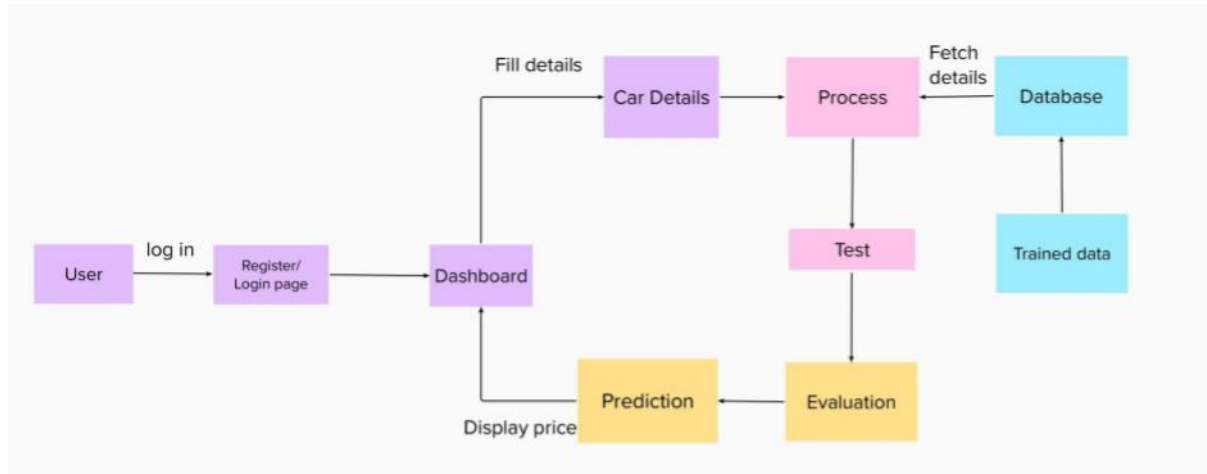 Fill details
Car Details
Process
Fetch
details
Database
User
log in
Register/
Login page
Dashboard
Test
Trained data
Display price
Prediction
Evaluation